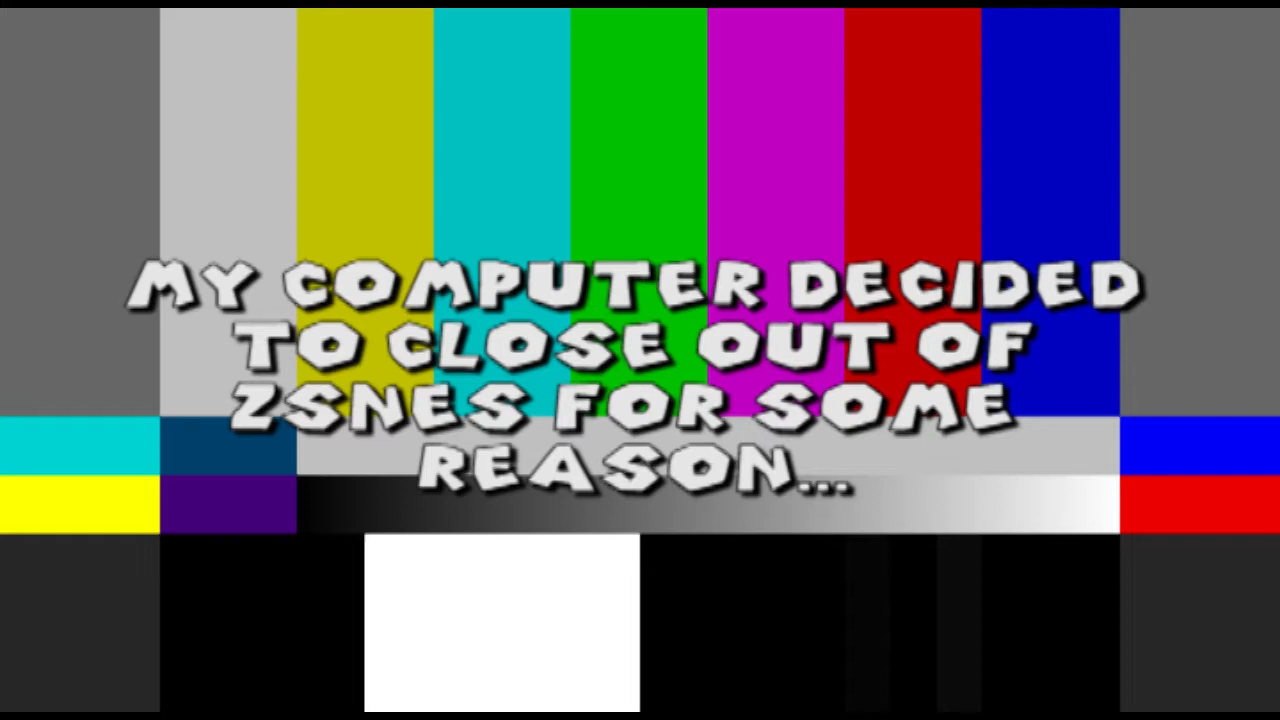 MY COMPUTER DECIDED
TO CLOSE OUT OF
ZSNES FOR SOME
REASON...